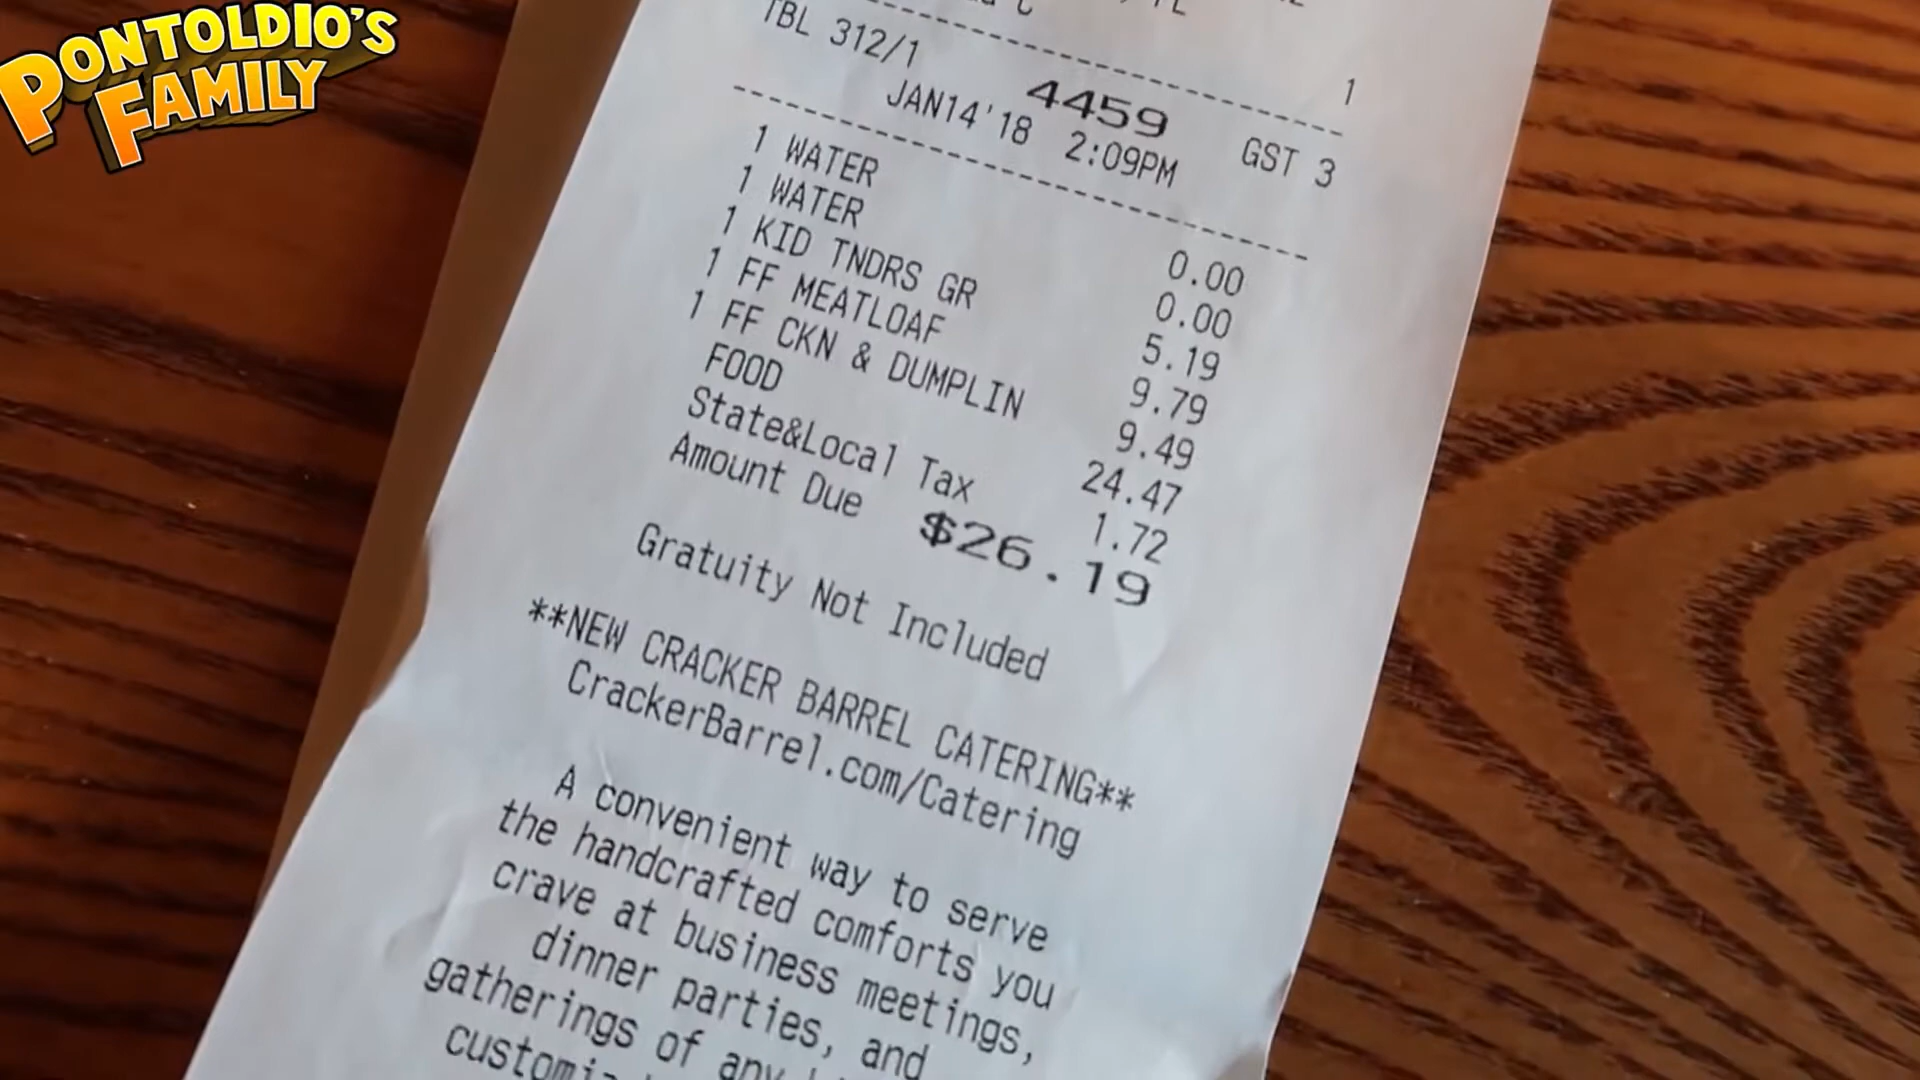 PONTOLDIO'S
FAMILY
TBL 312/1
1
4459
GST 3
JAN14'18 2:09PM
1 WATER 0.00
1 WATER 0.00
1 KID TNDRS GR 5.19
1 FF MEATLOAF 9.79
1 FF CKN & DUMPLIN 9.49
FOOD 24.47
State&Local Tax 1.72
Amount Due $26.19
Gratuity Not Included
**NEW CRACKER BARREL CATERING**
CrackerBarrel.com/Catering
A convenient way to serve
the handcrafted comforts you
crave at business meetings,
dinner parties, and
gatherings of any